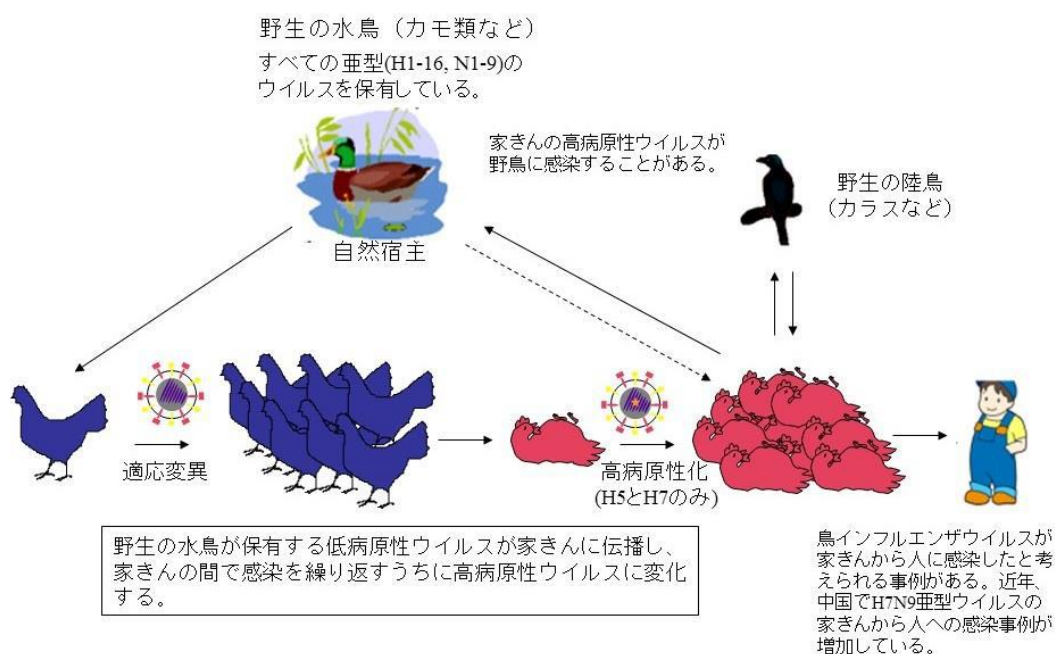 野生の水鳥（カモ類など）
すべての亜型(H1-16, N1-9)の
ウイルスを保有している。
家きんの高病原性ウイルスが
野鳥に感染することがある。
野生の陸鳥
（カラスなど）
自然宿主
適応変異
高病原性化
(H5とH7のみ)
野生の水鳥が保有する低病原性ウイルスが家きんに伝播し、
家きんの間で感染を繰り返すうちに高病原性ウイルスに変化
する。
鳥インフルエンザウイルスが
家きんから人に感染したと考
えられる事例がある。近年、
中国でH7N9亜型ウイルスの
家きんから人への感染事例が
増加している。